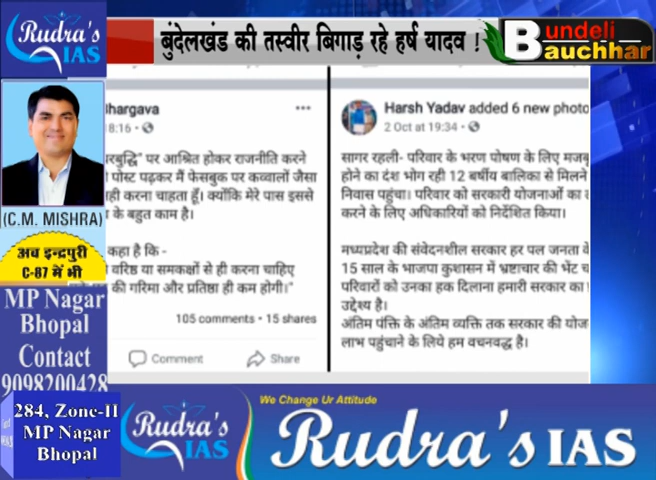 Rudra's
IAS
बुंदेलखंड की तस्वीर बिगाड़ रहे हर्ष यादव !
Bundeli
Bauchhar
Bhargava
18:16
रबुद्धि" पर आश्रित होकर राजनीति करने
पोस्ट पढ़कर मैं फेसबुक पर कव्वालों जैसा
ही करना चाहता हूँ। क्योंकि मेरे पास इससे
के बहुत काम है।
कहा है कि -
वरिष्ठ या समकक्षों से ही करना चाहिए
की गरिमा और प्रतिष्ठा ही कम होगी।"
105 comments • 15 shares
Comment
Share
Harsh Yadav added 6 new photo
2 Oct at 19:34
सागर रहली- परिवार के भरण पोषण के लिए मजबू
होने का दंश भोग रही 12 बर्षीय बालिका से मिलने
निवास पहुंचा। परिवार को सरकारी योजनाओं का
करने के लिए अधिकारियों को निर्देशित किया।
मध्यप्रदेश की संवेदनशील सरकार हर पल जनता के
15 साल के भाजपा कुशासन में भ्रष्टाचार की भेंट च
परिवारों को उनका हक दिलाना हमारी सरकार का
उद्देश्य है।
अंतिम पंक्ति के अंतिम व्यक्ति तक सरकार की योज
लाभ पहुंचाने के लिये हम वचनवद्ध है।
(C.M. MISHRA)
अब इन्द्रपुरी
C-87 में भी
MP Nagar
Bhopal
Contact
9098200428
284, Zone-II
MP Nagar
Bhopal
Rudra's
IAS
We Change Ur Attitude
Rudra's IAS